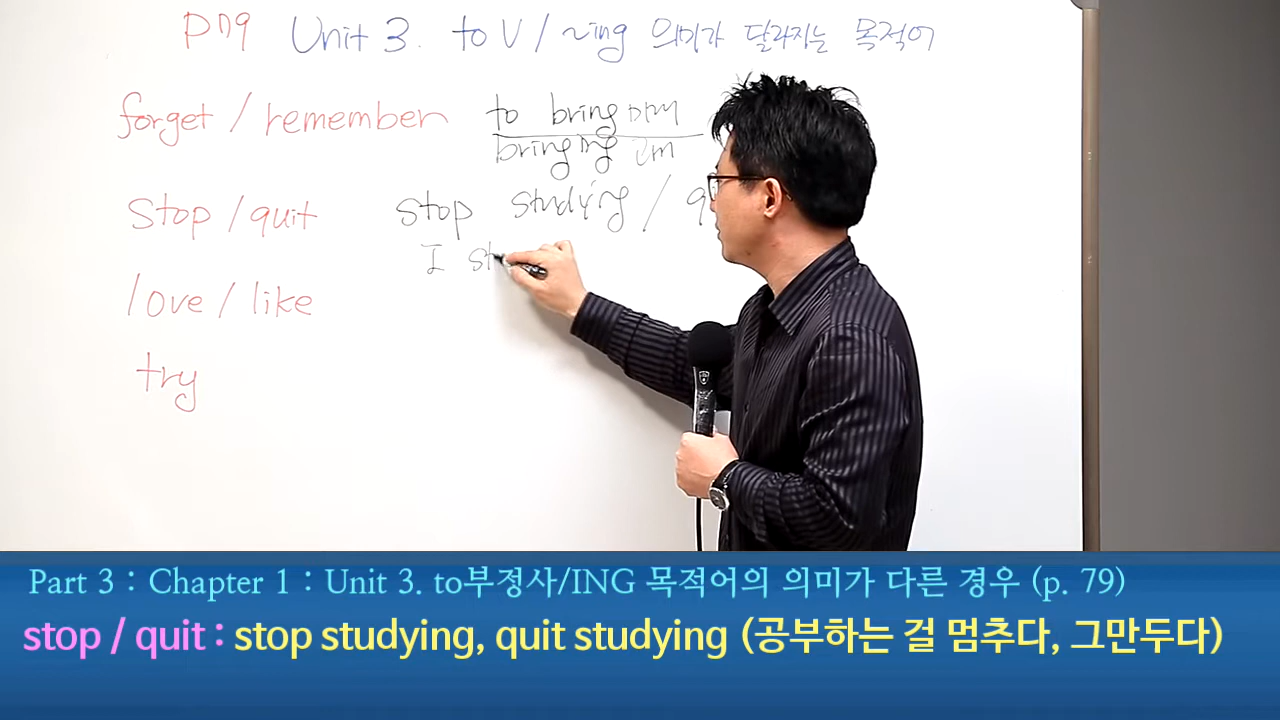 P79 Unit 3. to V / ~ing 의미가 달라지는 목적어
forget / remember to bring 미래
bringing 과거
stop / quit stop studying / q
I st
love / like
try
Part 3 : Chapter 1 : Unit 3. to부정사/ING 목적어의 의미가 다른 경우 (p. 79)
stop / quit : stop studying, quit studying (공부하는 걸 멈추다, 그만두다)